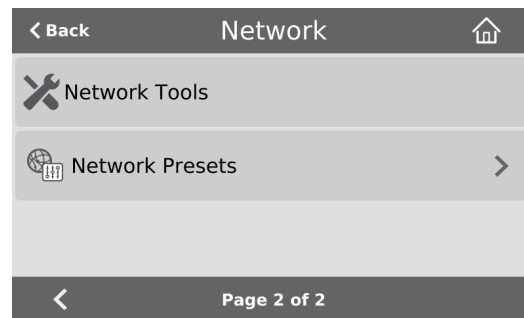 Back
Network
Network Tools
Network Presets
Page 2 of 2